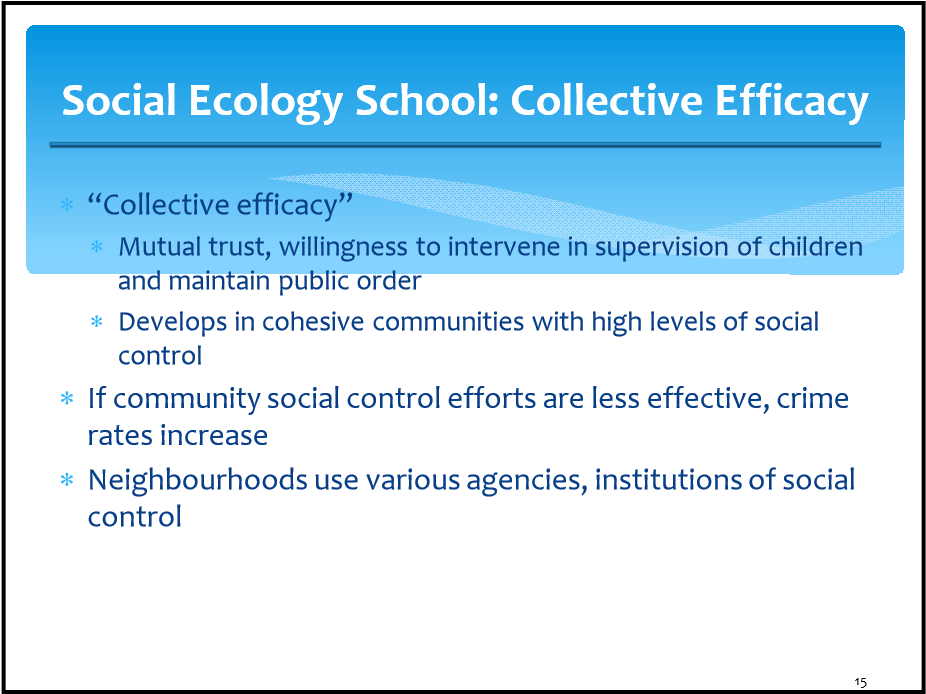 Social Ecology School: Collective Efficacy
* “Collective efficacy”
* Mutual trust, willingness to intervene in supervision of children
and maintain public order
* Develops in cohesive communities with high levels of social
control
* If community social control efforts are less effective, crime
rates increase
* Neighbourhoods use various agencies, institutions of social
control
15